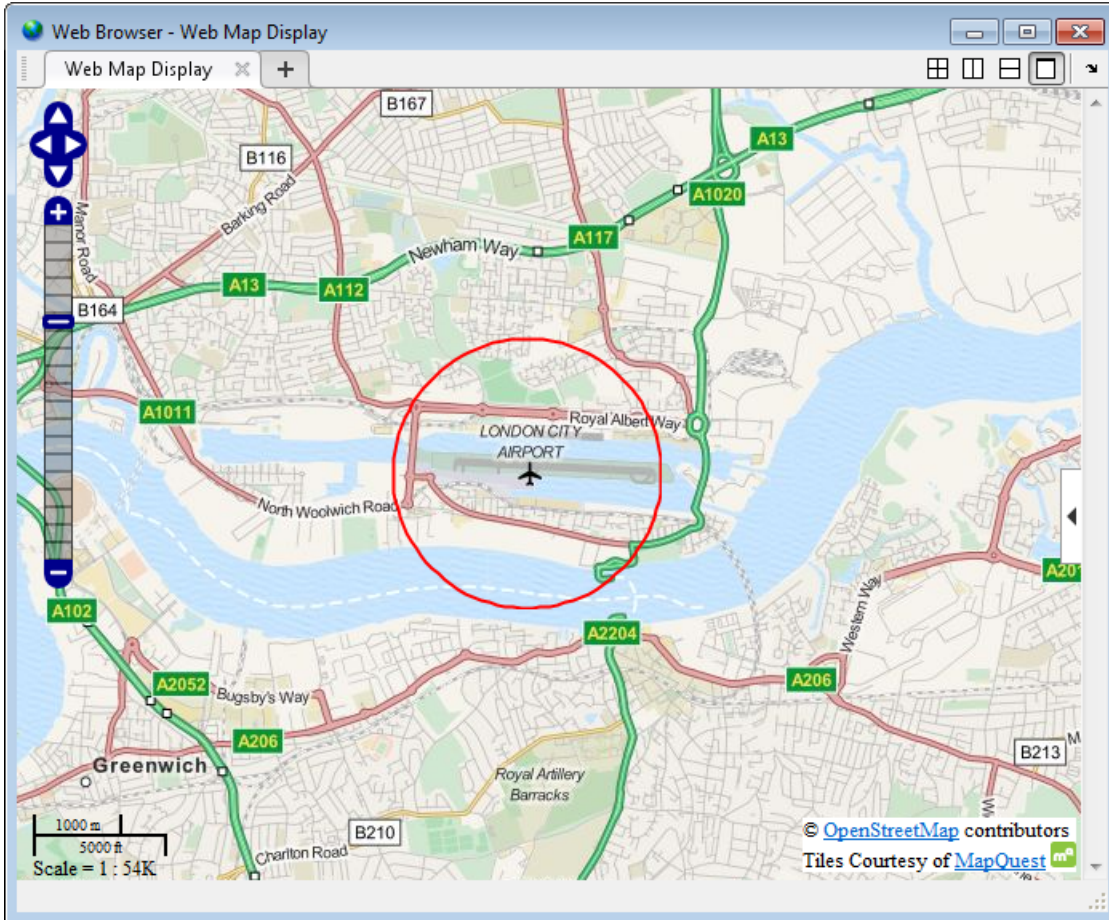 Web Browser - Web Map Display
Web Map Display
B167
A13
B116
A1020
Barking Road
Manor Road
A117
Newham Way
A13
A112
B164
A1011
Royal Albert Way
LONDON CITY
AIRPORT
North Woolwich Road
A102
A2204
Western Way
A2052
A206
Bugsby's Way
A206
B213
Greenwich
Royal Artillery
Barracks
1000 m
5000 ft
Scale = 1 : 54K
B210
Charlton Road
© OpenStreetMap contributors
Tiles Courtesy of MapQuest